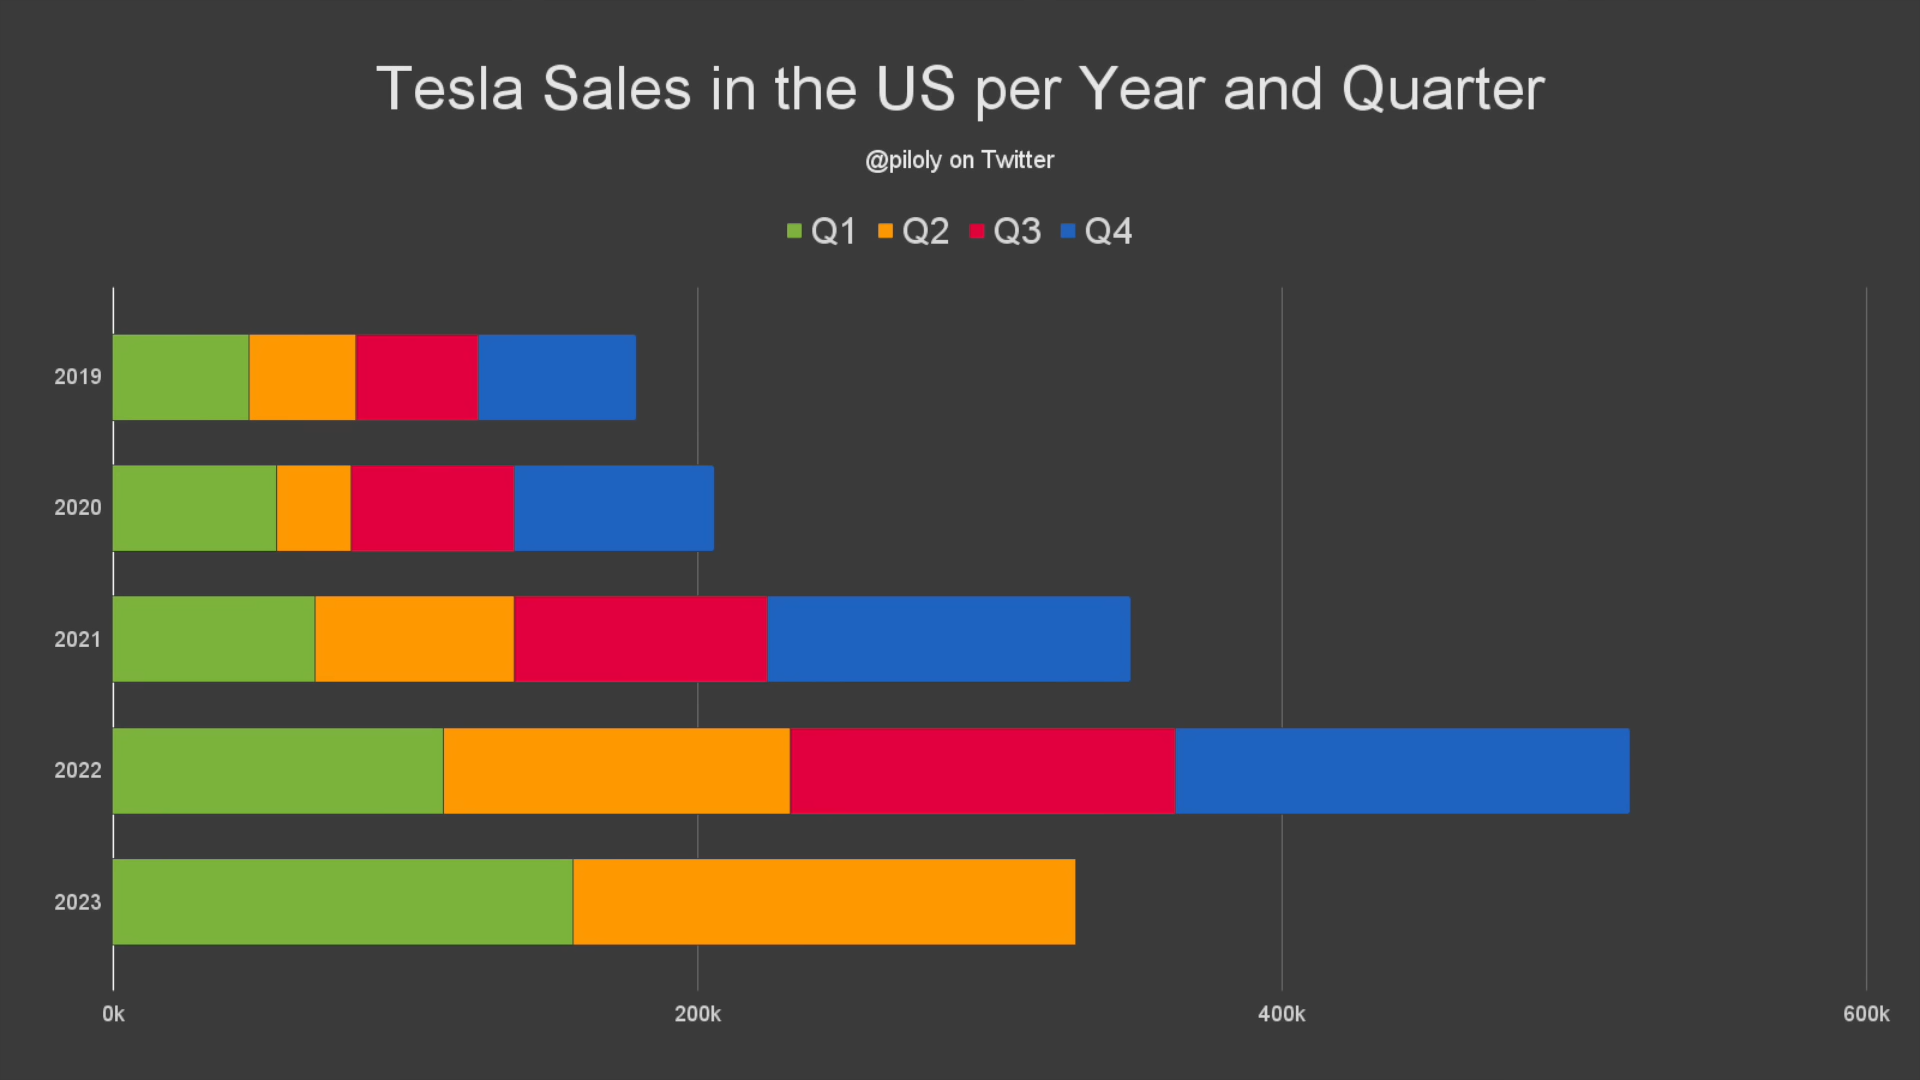 Tesla Sales in the US per Year and Quarter
@piloly on Twitter
Q1 Q2 Q3 Q4
2019
2020
2021
2022
2023
0k 200k 400k 600k